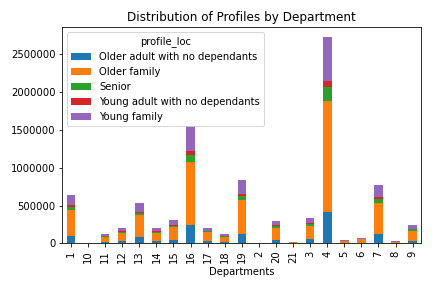 Distribution of Profiles by Department
profile_loc
Older adult with no dependants
Older family
Senior
Young adult with no dependants
Young family
2500000
2000000
1500000
1000000
500000
0
1 10 11 12 13 14 15 16 17 18 19 2 20 21 3 4 5 6 7 8 9
Departments